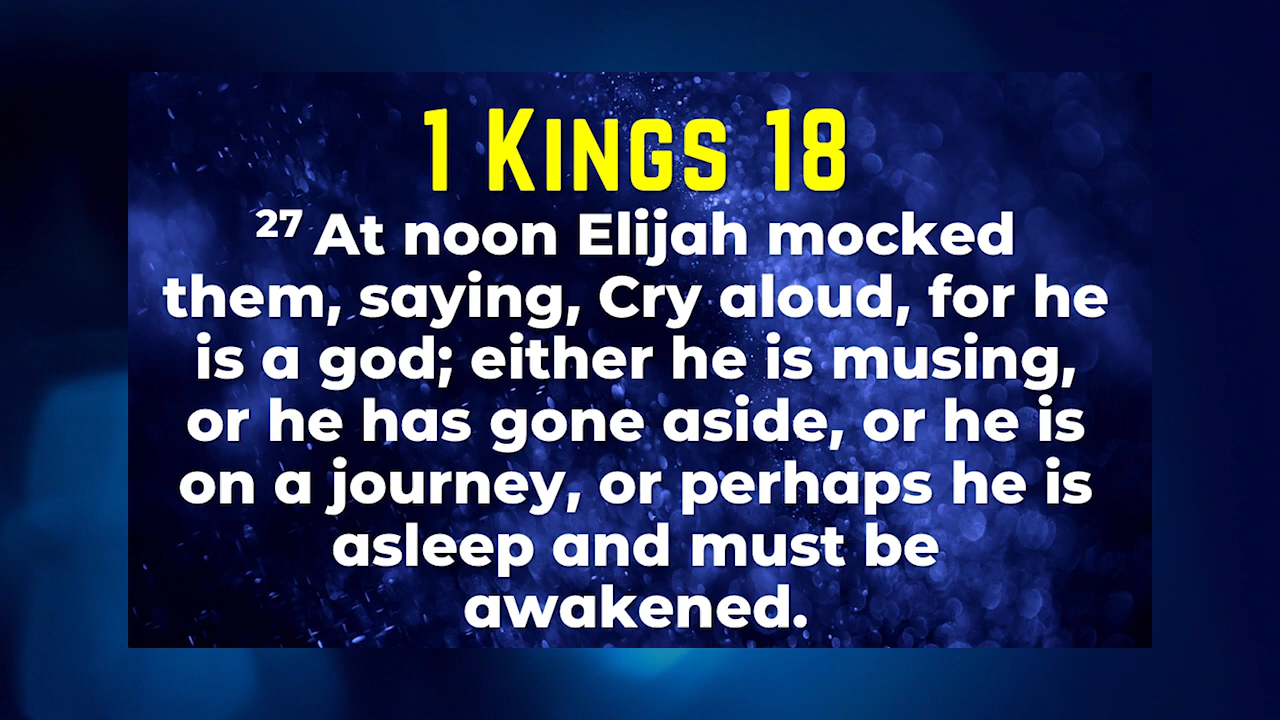 1 Kings 18
27 At noon Elijah mocked
them, saying, Cry aloud, for he
is a god; either he is musing,
or he has gone aside, or he is
on a journey, or perhaps he is
asleep and must be
awakened.